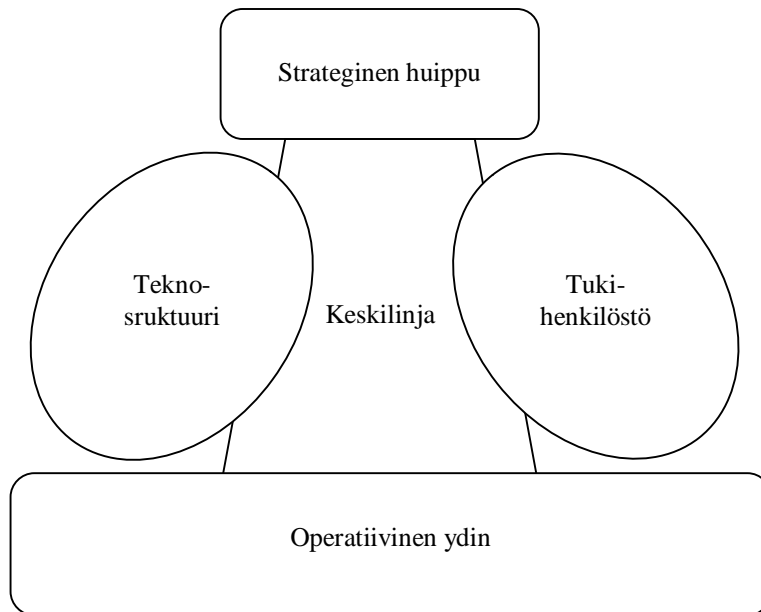 Strateginen huippu
Tekno-
sruktuuri
Keskilinja
Tuki-
henkilöstö
Operatiivinen ydin